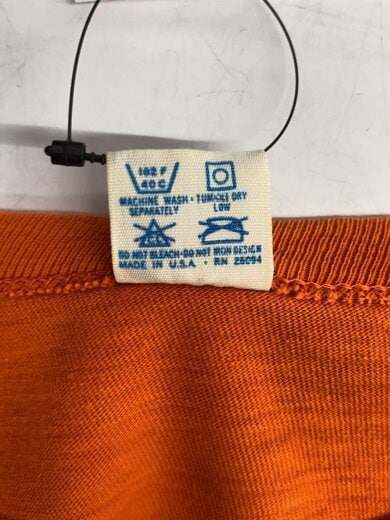 102 F
40 C
MACHINE WASH · TUMBLE DRY
SEPARATELY LOW
CL
DO NOT BLEACH-DO NOT IRON DESIGN
MADE IN U.S.A. · RN 26094